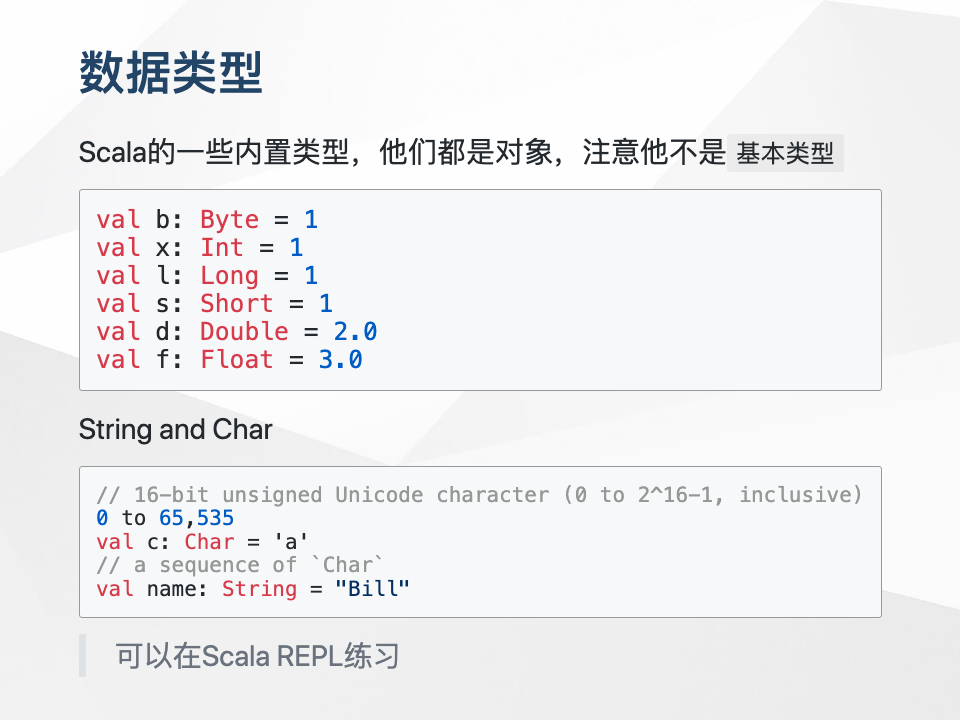 数据类型
Scala的一些内置类型，他们都是对象，注意他不是 基本类型
val b: Byte = 1
val x: Int = 1
val l: Long = 1
val s: Short = 1
val d: Double = 2.0
val f: Float = 3.0
String and Char
// 16-bit unsigned Unicode character (0 to 2^16-1, inclusive)
0 to 65,535
val c: Char = 'a'
// a sequence of `Char`
val name: String = "Bill"
可以在Scala REPL练习